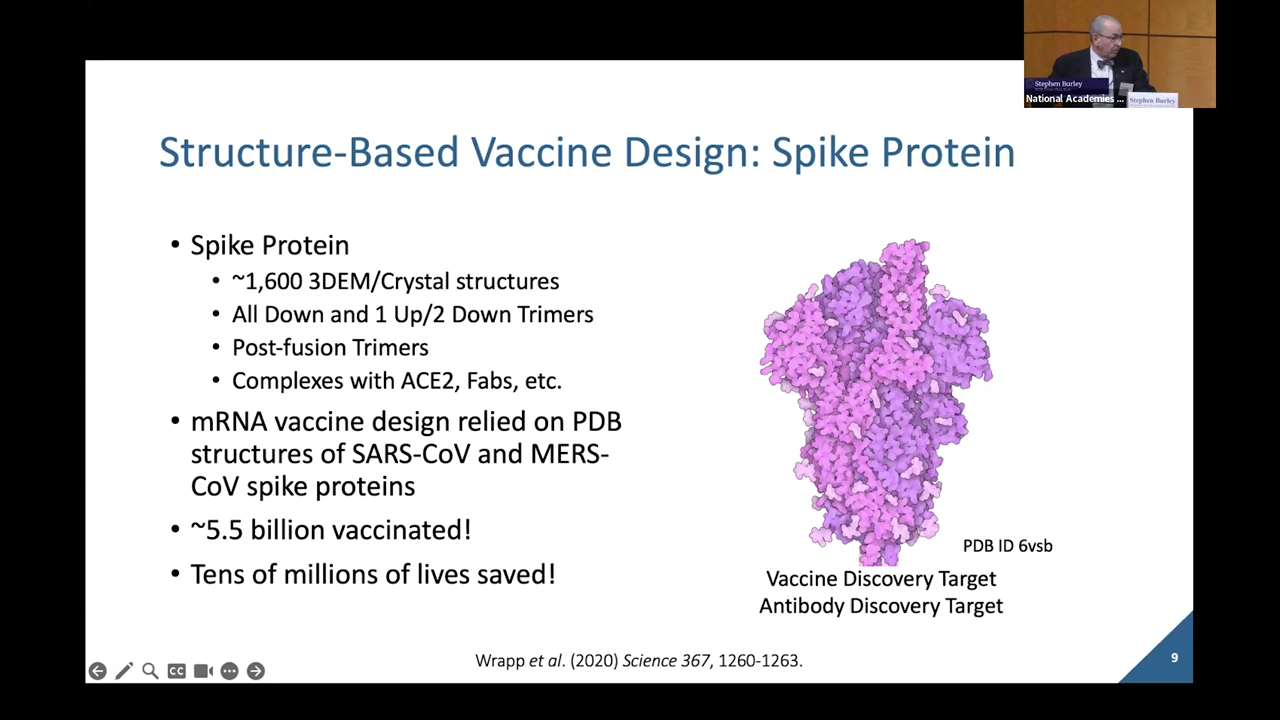 Stephen Burley
National Academies ...
Stephen Burley
Structure-Based Vaccine Design: Spike Protein
• Spike Protein
• ~1,600 3DEM/Crystal structures
• All Down and 1 Up/2 Down Trimers
• Post-fusion Trimers
• Complexes with ACE2, Fabs, etc.
• mRNA vaccine design relied on PDB
structures of SARS-CoV and MERS-
CoV spike proteins
• ~5.5 billion vaccinated!
• Tens of millions of lives saved!
PDB ID 6vsb
Vaccine Discovery Target
Antibody Discovery Target
Wrapp et al. (2020) Science 367, 1260-1263.
9
CC